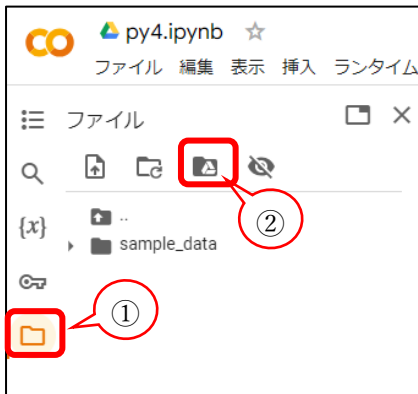 py4.ipynb
ファイル 編集 表示 挿入 ランタイム
ファイル
..
{x}
sample_data
②
①